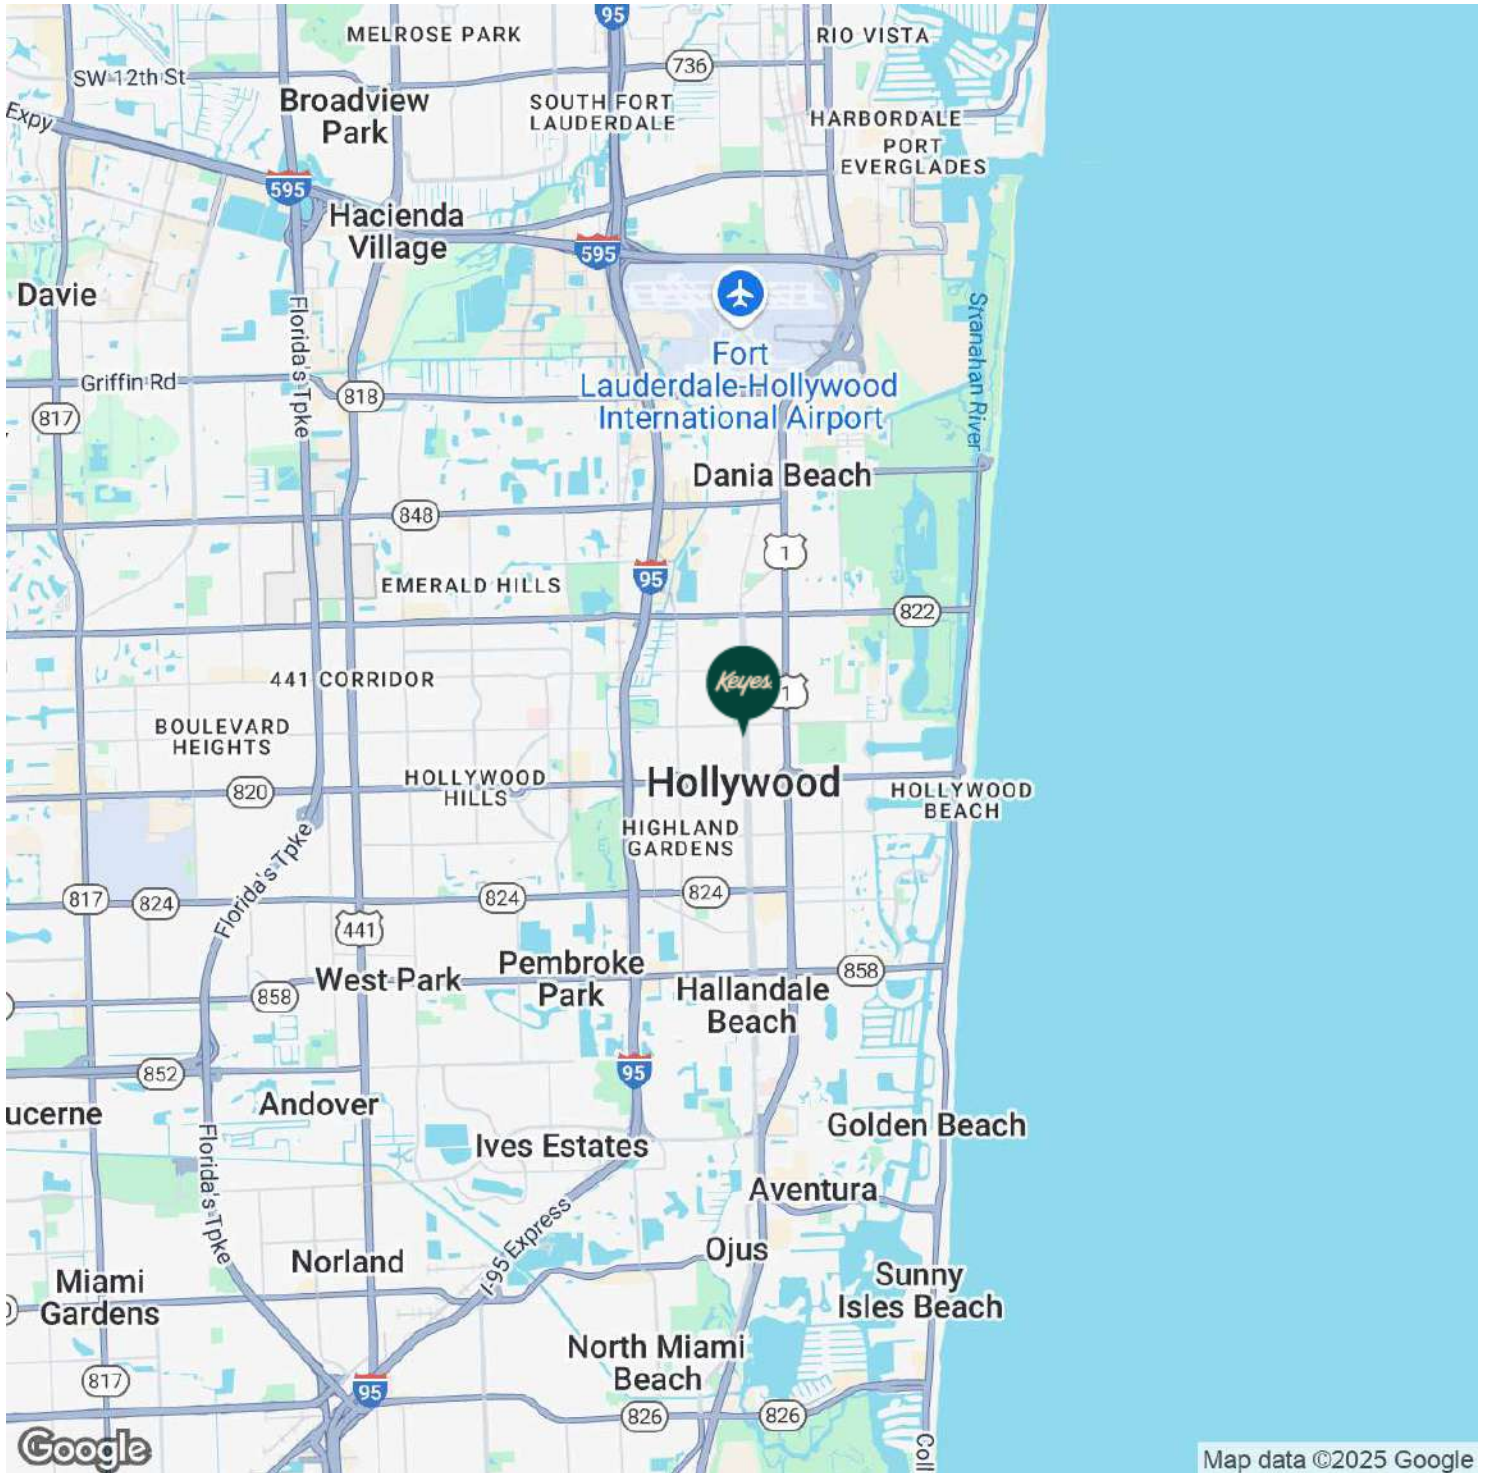 95
MELROSE PARK
RIO VISTA
SW 12th St
736
Broadview
Park
SOUTH FORT
LAUDERDALE
HARBORDALE
Expy
PORT
EVERGLADES
595
Hacienda
Village
595
Davie
Florida's Tpke
Stranahan River
Fort
Lauderdale-Hollywood
International Airport
Griffin Rd
818
817
Dania Beach
848
1
EMERALD HILLS
95
822
441 CORRIDOR
Keyes
1
BOULEVARD
HEIGHTS
HOLLYWOOD
HILLS
Hollywood
820
HOLLYWOOD
BEACH
HIGHLAND
GARDENS
Florida's Tpke
817
824
824
824
441
Pembroke
Park
West Park
858
858
Hallandale
Beach
852
95
Andover
ucerne
Golden Beach
Ives Estates
Florida's Tpke
Aventura
I-95 Express
Norland
Ojus
Miami
Gardens
Sunny
Isles Beach
North Miami
Beach
817
95
826
826
Coll
Google
Map data ©2025 Google